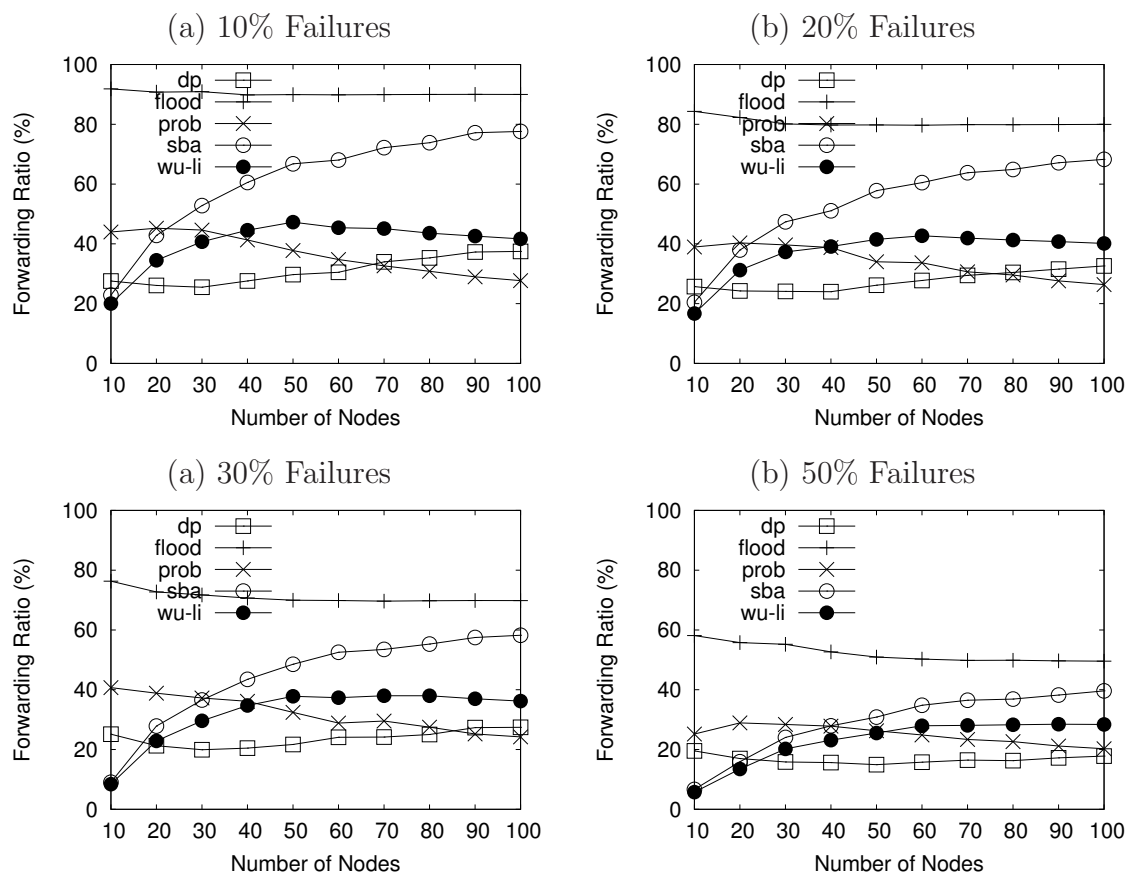 (a) 10% Failures
100
80
60
40
20
0
Forwarding Ratio (%)
dp
flood
prob
sba
wu-li
10 20 30 40 50 60 70 80 90 100
Number of Nodes
(b) 20% Failures
100
80
60
40
20
0
Forwarding Ratio (%)
dp
flood
prob
sba
wu-li
10 20 30 40 50 60 70 80 90 100
Number of Nodes
(a) 30% Failures
100
80
60
40
20
0
Forwarding Ratio (%)
dp
flood
prob
sba
wu-li
10 20 30 40 50 60 70 80 90 100
Number of Nodes
(b) 50% Failures
100
80
60
40
20
0
Forwarding Ratio (%)
dp
flood
prob
sba
wu-li
10 20 30 40 50 60 70 80 90 100
Number of Nodes